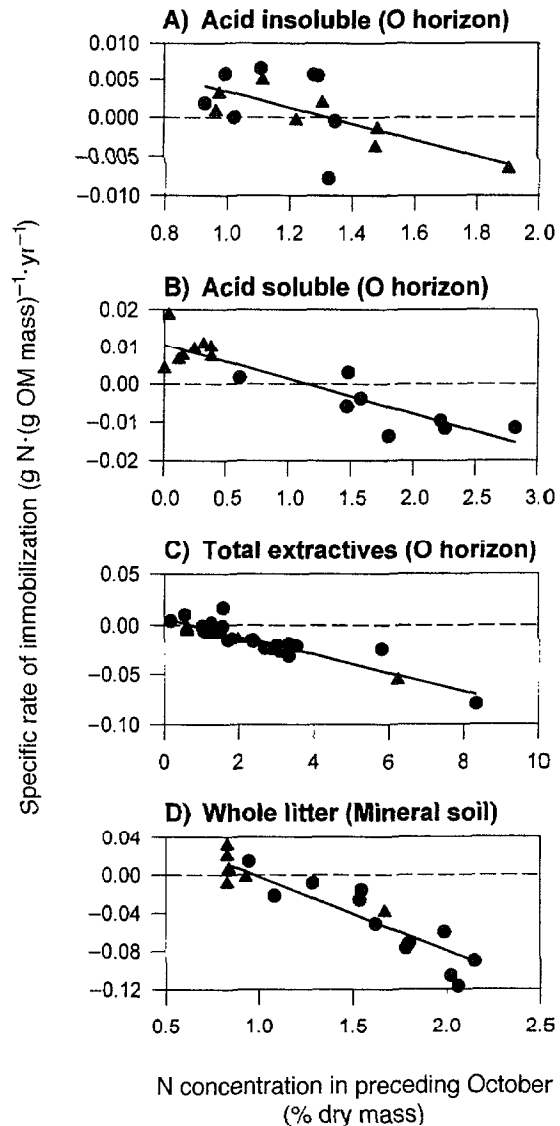 A) Acid insoluble (O horizon)
0.010
0.005
0.000
−0.005
−0.010
0.8 1.0 1.2 1.4 1.6 1.8 2.0
B) Acid soluble (O horizon)
0.02
0.01
0.00
−0.01
−0.02
0.0 0.5 1.0 1.5 2.0 2.5 3.0
C) Total extractives (O horizon)
0.05
0.00
−0.05
−0.10
0 2 4 6 8 10
D) Whole litter (Mineral soil)
0.04
0.00
−0.04
−0.08
−0.12
0.5 1.0 1.5 2.0 2.5
Specific rate of immobilization (g N·(g OM mass)⁻¹·yr⁻¹)
N concentration in preceding October
(% dry mass)